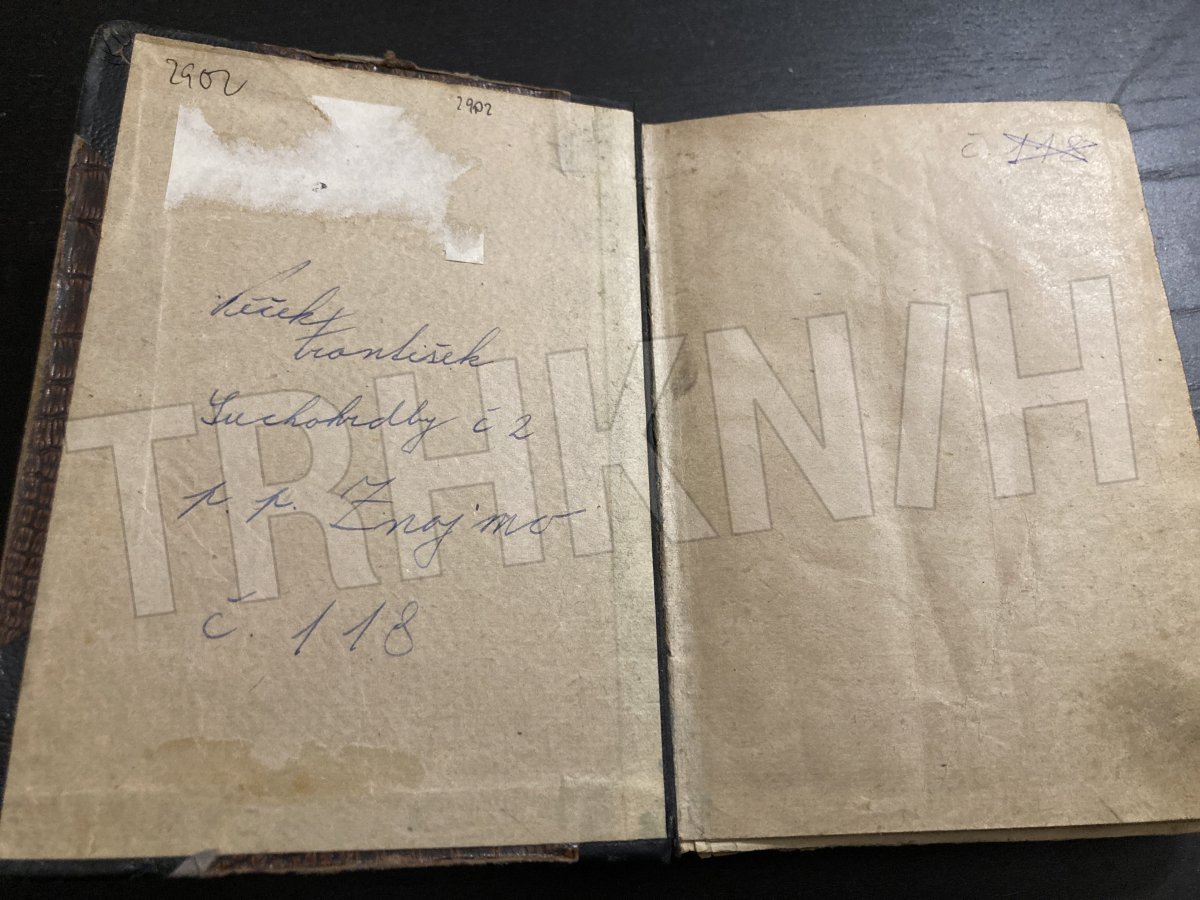 2902
2902
František
Suchohrdly č 2
p. p. Znojmo
č. 118
č 118
TRHKNIH